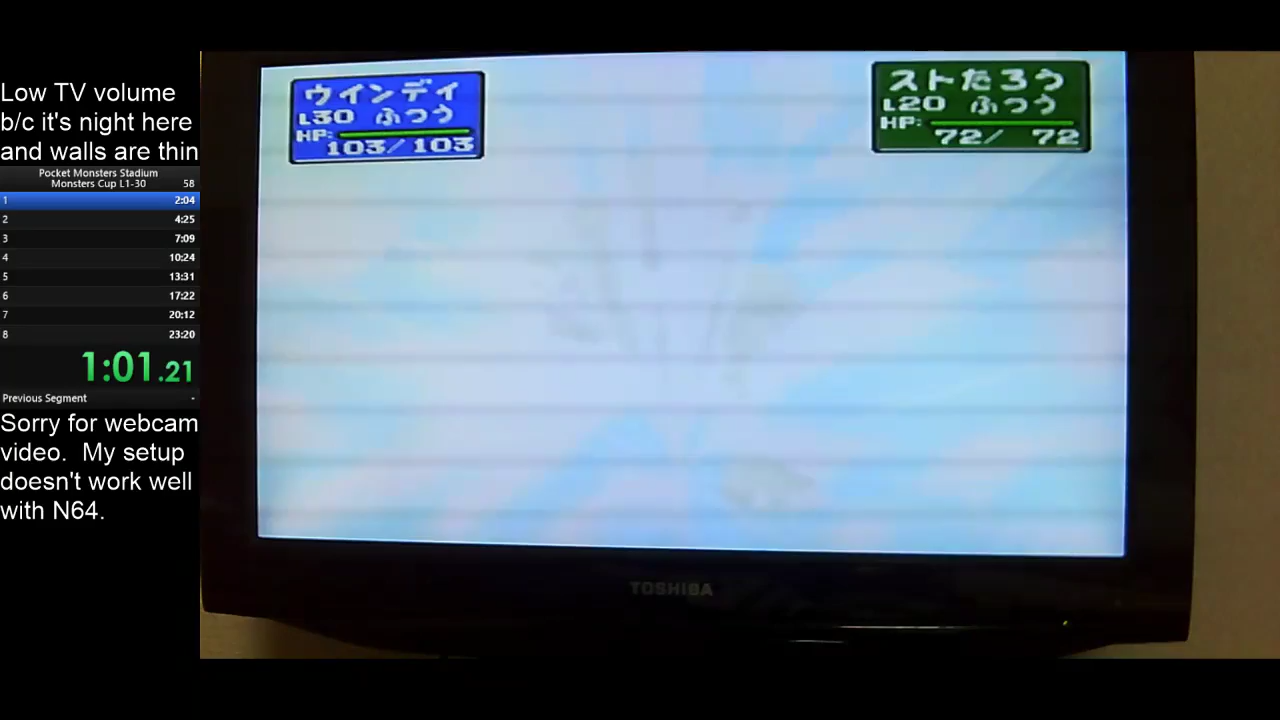 Low TV volume
b/c it's night here
and walls are thin
Pocket Monsters Stadium
Monsters Cup L1-30 58
1 2:04
2 4:25
3 7:09
4 10:24
5 13:31
6 17:22
7 20:12
8 23:20
1:01.21
Previous Segment -
Sorry for webcam
video. My setup
doesn't work well
with N64.
ウインディ
L30 ふつう
HP:
103/103
ストたろう
L20 ふつう
HP:
72/ 72
TOSHIBA